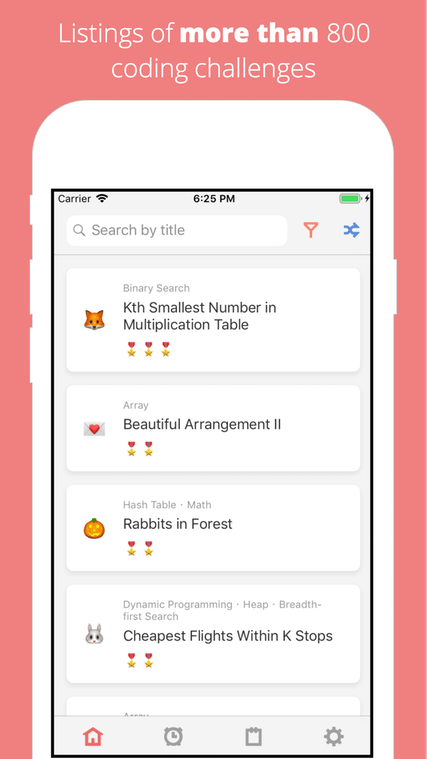 Listings of more than 800
coding challenges
Carrier
6:25 PM
Search by title
Binary Search
Kth Smallest Number in
Multiplication Table
Array
Beautiful Arrangement II
Hash Table · Math
Rabbits in Forest
Dynamic Programming · Heap · Breadth-
first Search
Cheapest Flights Within K Stops
Array